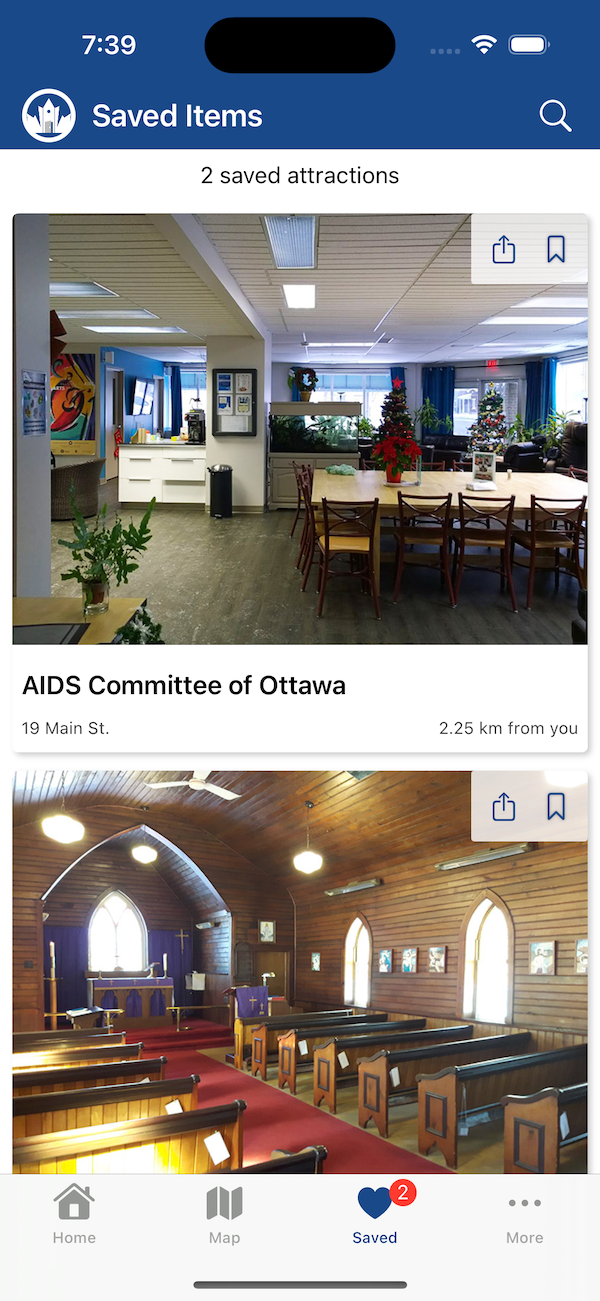 7:39
Saved Items
2 saved attractions
AIDS Committee of Ottawa
19 Main St.
2.25 km from you
2
Home
Map
Saved
More